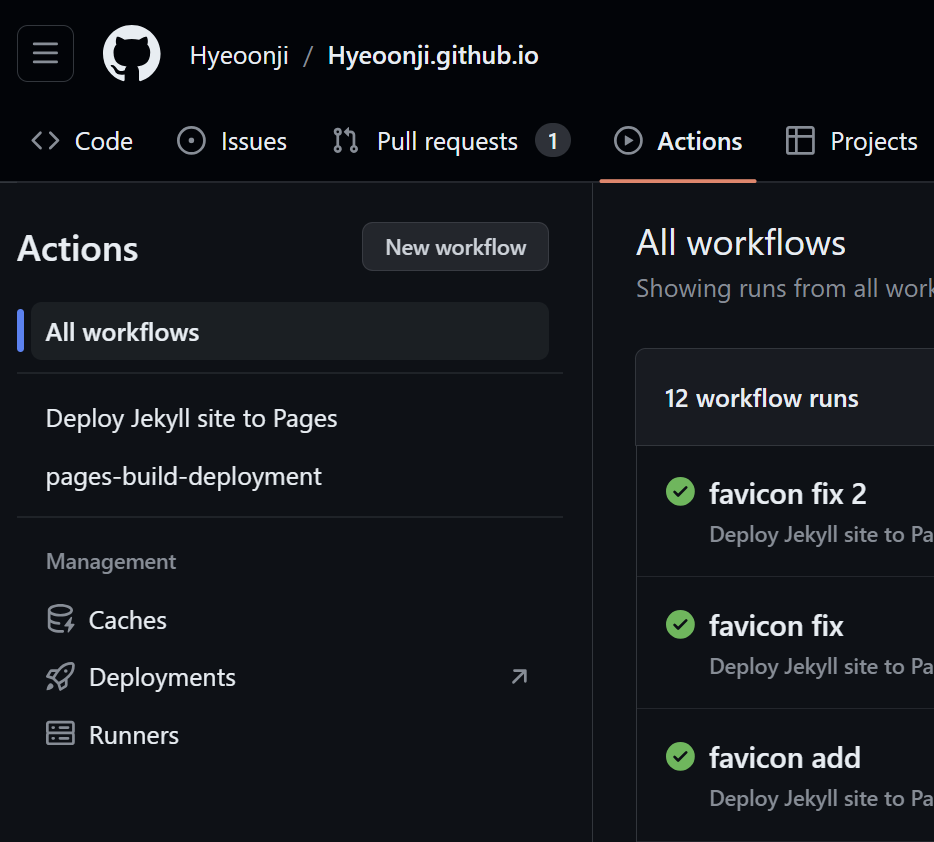 Hyeoonji / Hyeoonji.github.io
Code Issues Pull requests 1 Actions Projects
Actions
New workflow
All workflows
Deploy Jekyll site to Pages
pages-build-deployment
Management
Caches
Deployments
Runners
All workflows
Showing runs from all work
12 workflow runs
favicon fix 2
Deploy Jekyll site to Pa
favicon fix
Deploy Jekyll site to Pa
favicon add
Deploy Jekyll site to Pa